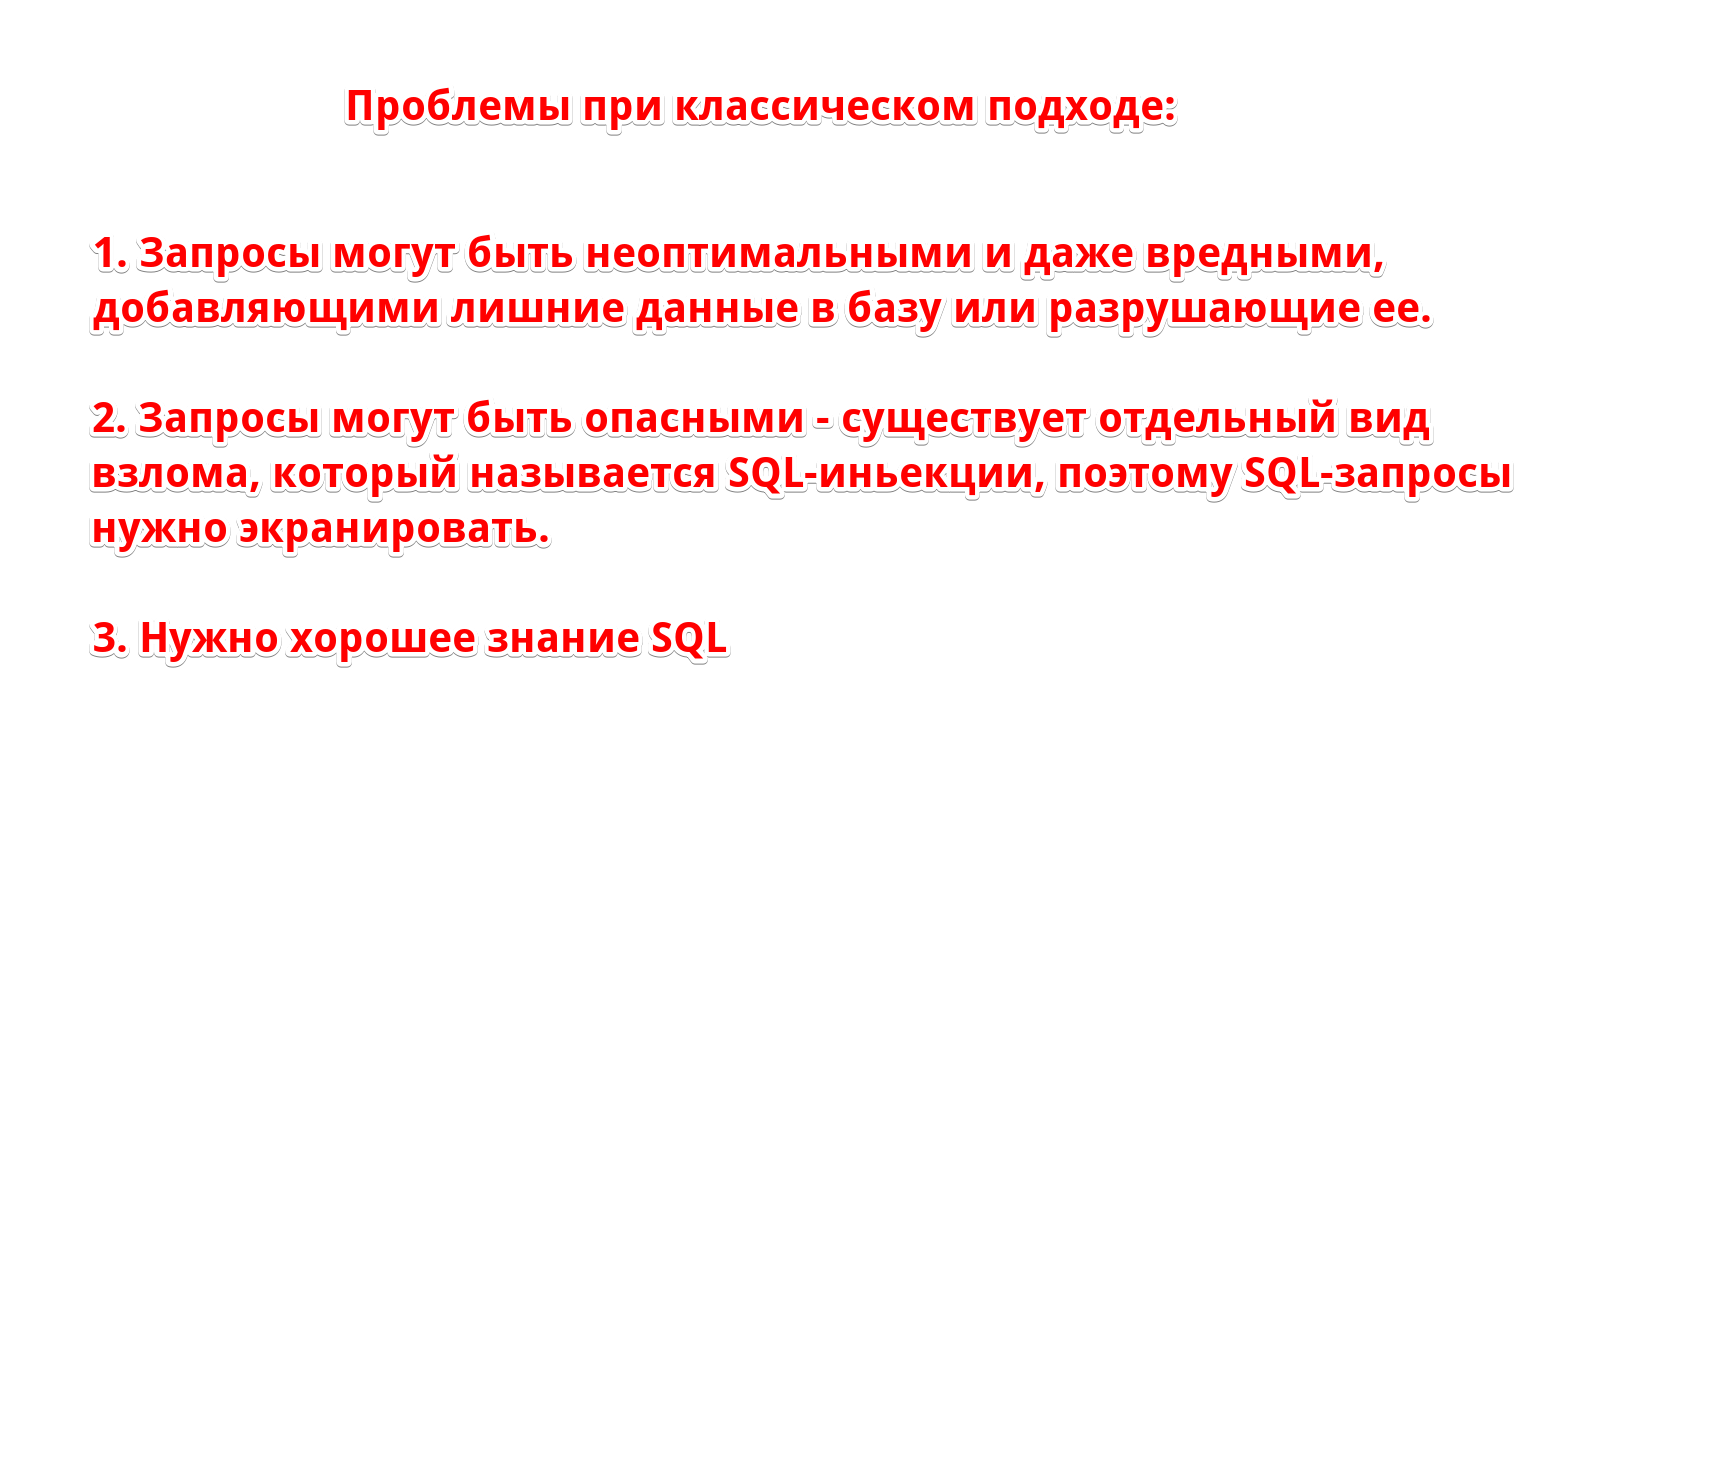 Проблемы при классическом подходе:
1. Запросы могут быть неоптимальными и даже вредными,
добавляющими лишние данные в базу или разрушающие ее.
2. Запросы могут быть опасными - существует отдельный вид
взлома, который называется SQL-иньекции, поэтому SQL-запросы
нужно экранировать.
3. Нужно хорошее знание SQL